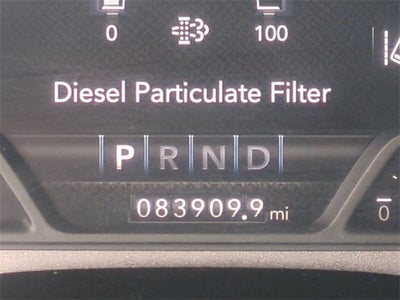 0 100
Diesel Particulate Filter
P R N D
083909.9 mi
0